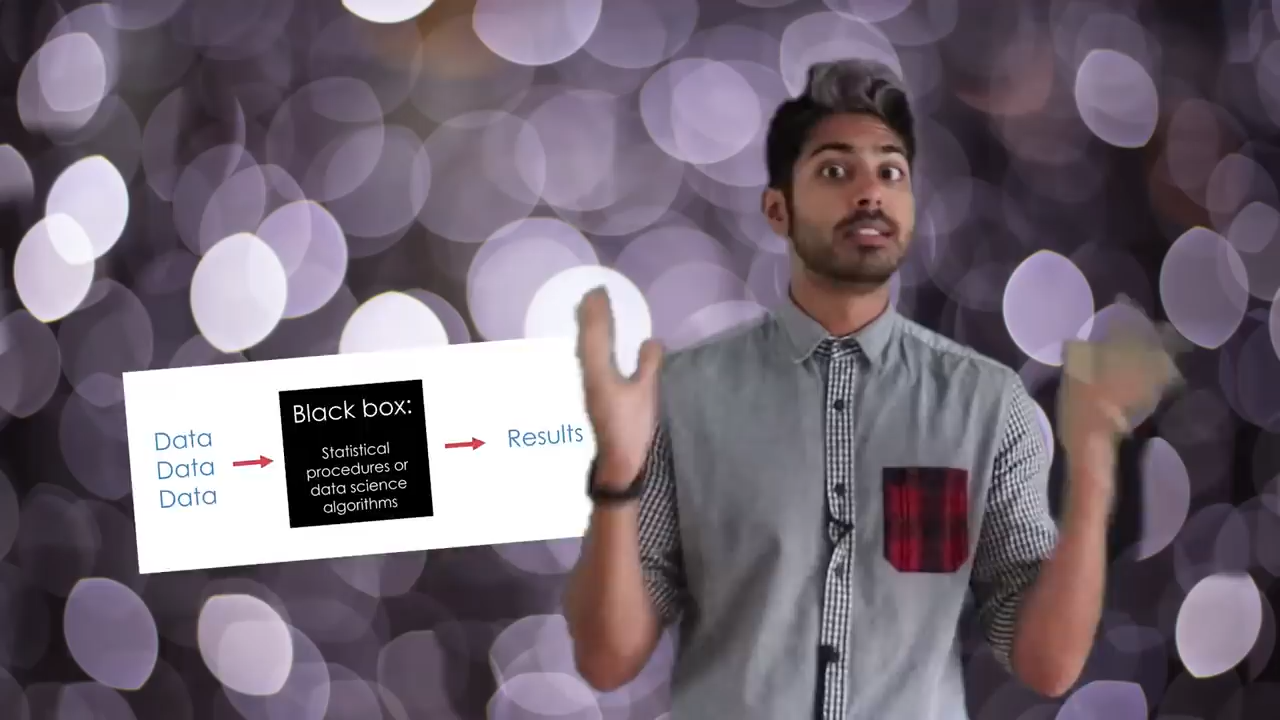 Data
Data
Data
Black box:
Statistical
procedures or
data science
algorithms
Results